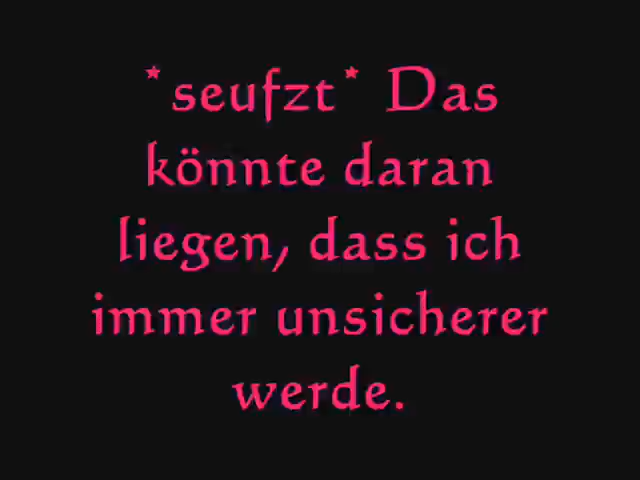 *seufzt* Das
könnte daran
liegen, dass ich
immer unsicherer
werde.